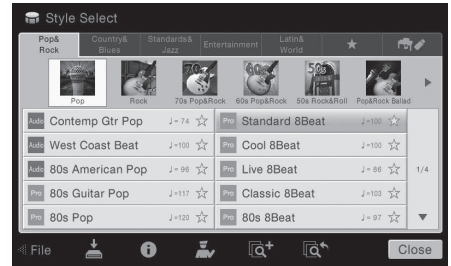 Style Select
Pop&
Rock
Country&
Blues
Standards&
Jazz
Entertainment
Latin&
World
Pop
Rock
70s Pop&Rock
60s Pop&Rock
50s Rock&Roll
Pop&Rock Ballad
Audio Contemp Gtr Pop ♩= 74
Pro Standard 8Beat ♩=100
Audio West Coast Beat ♩=100
Pro Cool 8Beat ♩=100
Audio 80s American Pop ♩= 96
Pro Live 8Beat ♩= 86
1/4
Pro 80s Guitar Pop ♩=117
Pro Classic 8Beat ♩=103
Pro 80s Pop ♩=120
Pro 80s 8Beat ♩= 97
File
Close